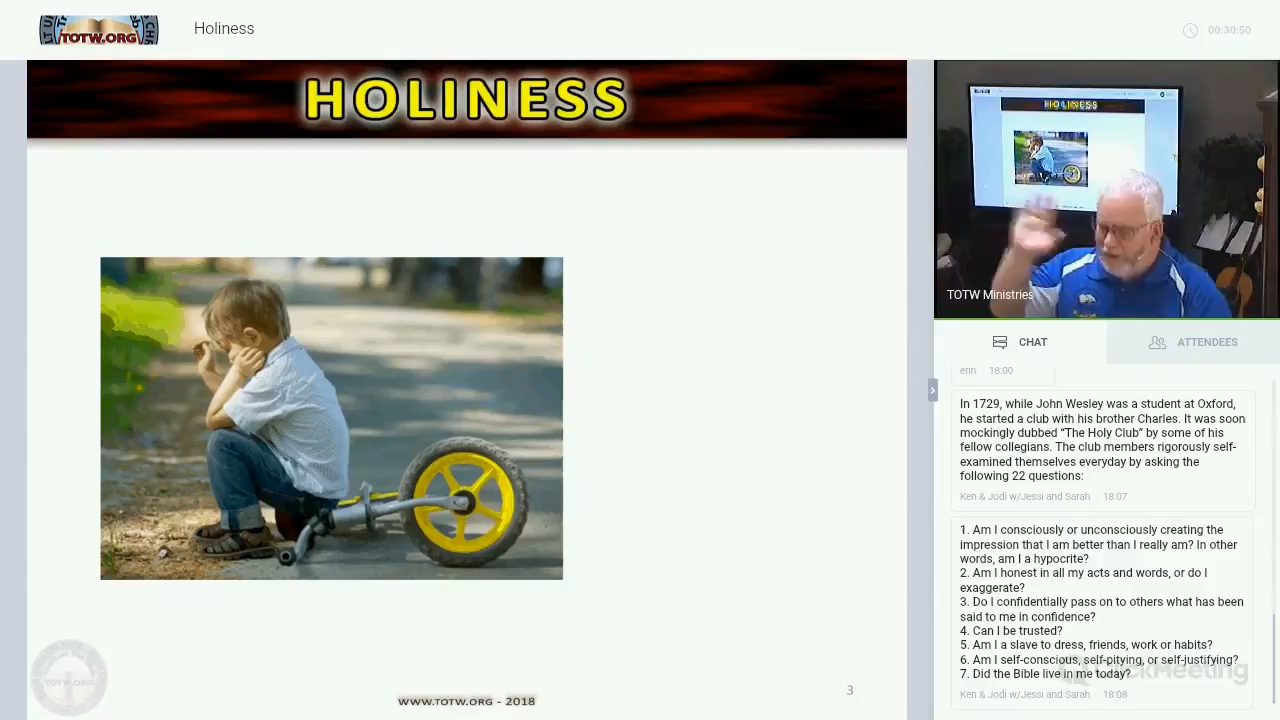 TOTW.ORG
Holiness
00:30:50
HOLINESS
HOLINESS
TOTW Ministries
CHAT
ATTENDEES
erin 18:00
In 1729, while John Wesley was a student at Oxford,
he started a club with his brother Charles. It was soon
mockingly dubbed “The Holy Club” by some of his
fellow collegians. The club members rigorously self-
examined themselves everyday by asking the
following 22 questions:
Ken & Jodi w/Jessi and Sarah 18:07
1. Am I consciously or unconsciously creating the
impression that I am better than I really am? In other
words, am I a hypocrite?
2. Am I honest in all my acts and words, or do I
exaggerate?
3. Do I confidentially pass on to others what has been
said to me in confidence?
4. Can I be trusted?
5. Am I a slave to dress, friends, work or habits?
6. Am I self-conscious, self-pitying, or self-justifying?
7. Did the Bible live in me today?
ClickMeeting
Ken & Jodi w/Jessi and Sarah 18:08
TOTW.ORG
WWW.TOTW.ORG - 2018
3